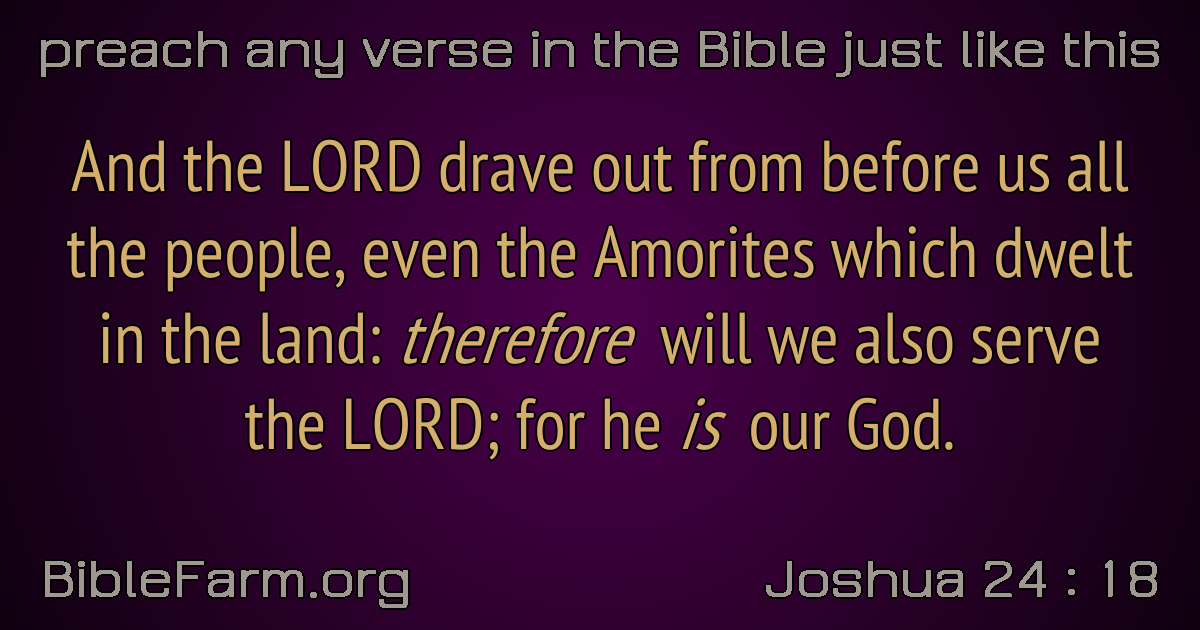 preach any verse in the Bible just like this
And the LORD drave out from before us all
the people, even the Amorites which dwelt
in the land: therefore will we also serve
the LORD; for he is our God.
BibleFarm.org
Joshua 24 : 18